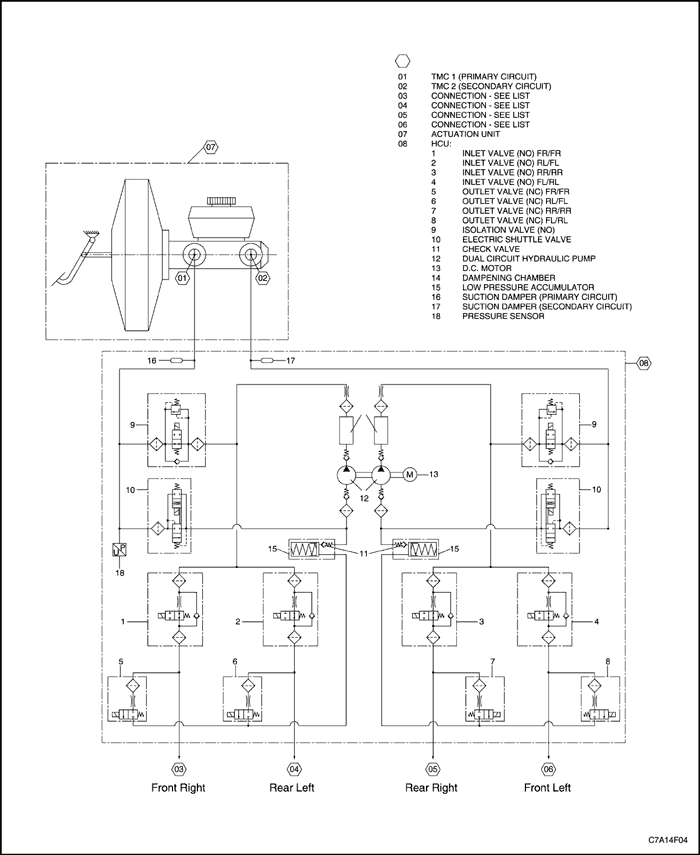 01 TMC 1 (PRIMARY CIRCUIT)
02 TMC 2 (SECONDARY CIRCUIT)
03 CONNECTION - SEE LIST
04 CONNECTION - SEE LIST
05 CONNECTION - SEE LIST
06 CONNECTION - SEE LIST
07 ACTUATION UNIT
08 HCU:
1 INLET VALVE (NO) FR/FR
2 INLET VALVE (NO) RL/FL
3 INLET VALVE (NO) RR/RR
4 INLET VALVE (NO) FL/RL
5 OUTLET VALVE (NC) FR/FR
6 OUTLET VALVE (NC) RL/FL
7 OUTLET VALVE (NC) RR/RR
8 OUTLET VALVE (NC) FL/RL
9 ISOLATION VALVE (NO)
10 ELECTRIC SHUTTLE VALVE
11 CHECK VALVE
12 DUAL CIRCUIT HYDRAULIC PUMP
13 D.C. MOTOR
14 DAMPENING CHAMBER
15 LOW PRESSURE ACCUMULATOR
16 SUCTION DAMPER (PRIMARY CIRCUIT)
17 SUCTION DAMPER (SECONDARY CIRCUIT)
18 PRESSURE SENSOR
07
01 02
16 17
08
9 9
M 13
12
10 10
15 11 15
U P
18
1 2 3 4
5 6 7 8
03 04 05 06
Front Right Rear Left Rear Right Front Left
C7A14F04